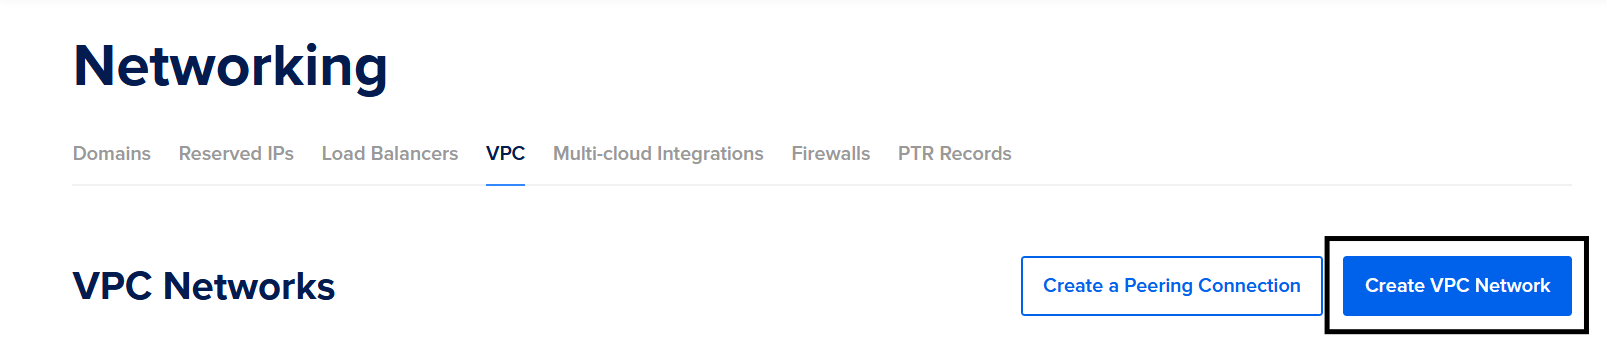 Networking
Domains Reserved IPs Load Balancers VPC Multi-cloud Integrations Firewalls PTR Records
VPC Networks Create a Peering Connection Create VPC Network